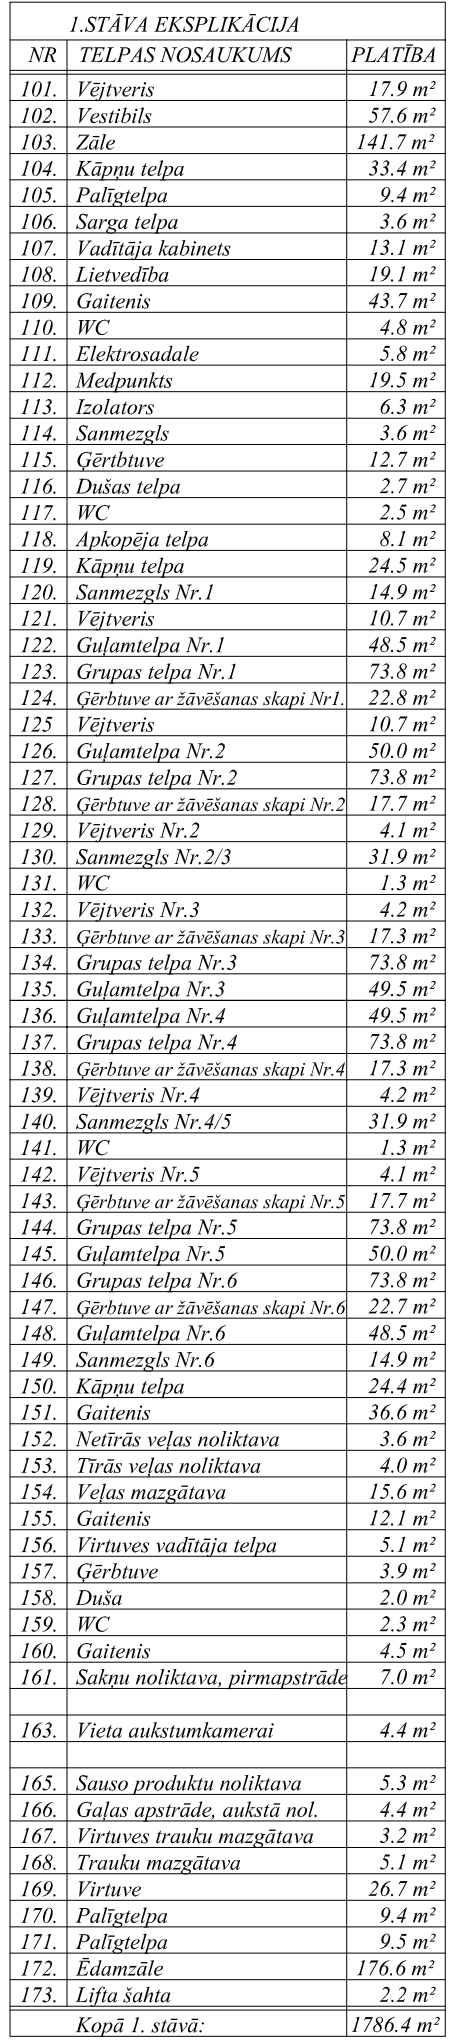 1.STĀVA EKSPLIKĀCIJA
NR TELPAS NOSAUKUMS PLATĪBA
101. Vējtveris 17.9 m²
102. Vestibils 57.6 m²
103. Zāle 141.7 m²
104. Kāpņu telpa 33.4 m²
105. Palīgtelpa 9.4 m²
106. Sarga telpa 3.6 m²
107. Vadītāja kabinets 13.1 m²
108. Lietvedība 19.1 m²
109. Gaitenis 43.7 m²
110. WC 4.8 m²
111. Elektrosadale 5.8 m²
112. Medpunkts 19.5 m²
113. Izolators 6.3 m²
114. Sanmezgls 3.6 m²
115. Ģērtbtuve 12.7 m²
116. Dušas telpa 2.7 m²
117. WC 2.5 m²
118. Apkopēja telpa 8.1 m²
119. Kāpņu telpa 24.5 m²
120. Sanmezgls Nr.1 14.9 m²
121. Vējtveris 10.7 m²
122. Guļamtelpa Nr.1 48.5 m²
123. Grupas telpa Nr.1 73.8 m²
124. Ģērbtuve ar žāvēšanas skapi Nr1. 22.8 m²
125 Vējtveris 10.7 m²
126. Guļamtelpa Nr.2 50.0 m²
127. Grupas telpa Nr.2 73.8 m²
128. Ģērbtuve ar žāvēšanas skapi Nr.2 17.7 m²
129. Vējtveris Nr.2 4.1 m²
130. Sanmezgls Nr.2/3 31.9 m²
131. WC 1.3 m²
132. Vējtveris Nr.3 4.2 m²
133. Ģērbtuve ar žāvēšanas skapi Nr.3 17.3 m²
134. Grupas telpa Nr.3 73.8 m²
135. Guļamtelpa Nr.3 49.5 m²
136. Guļamtelpa Nr.4 49.5 m²
137. Grupas telpa Nr.4 73.8 m²
138. Ģērbtuve ar žāvēšanas skapi Nr.4 17.3 m²
139. Vējtveris Nr.4 4.2 m²
140. Sanmezgls Nr.4/5 31.9 m²
141. WC 1.3 m²
142. Vējtveris Nr.5 4.1 m²
143. Ģērbtuve ar žāvēšanas skapi Nr.5 17.7 m²
144. Grupas telpa Nr.5 73.8 m²
145. Guļamtelpa Nr.5 50.0 m²
146. Grupas telpa Nr.6 73.8 m²
147. Ģērbtuve ar žāvēšanas skapi Nr.6 22.7 m²
148. Guļamtelpa Nr.6 48.5 m²
149. Sanmezgls Nr.6 14.9 m²
150. Kāpņu telpa 24.4 m²
151. Gaitenis 36.6 m²
152. Netīrās veļas noliktava 3.6 m²
153. Tīrās veļas noliktava 4.0 m²
154. Veļas mazgātava 15.6 m²
155. Gaitenis 12.1 m²
156. Virtuves vadītāja telpa 5.1 m²
157. Ģērbtuve 3.9 m²
158. Duša 2.0 m²
159. WC 2.3 m²
160. Gaitenis 4.5 m²
161. Sakņu noliktava, pirmapstrāde 7.0 m²
163. Vieta aukstumkamerai 4.4 m²
165. Sauso produktu noliktava 5.3 m²
166. Gaļas apstrāde, aukstā nol. 4.4 m²
167. Virtuves trauku mazgātava 3.2 m²
168. Trauku mazgātava 5.1 m²
169. Virtuve 26.7 m²
170. Palīgtelpa 9.4 m²
171. Palīgtelpa 9.5 m²
172. Ēdamzāle 176.6 m²
173. Lifta šahta 2.2 m²
Kopā 1. stāvā: 1786.4 m²